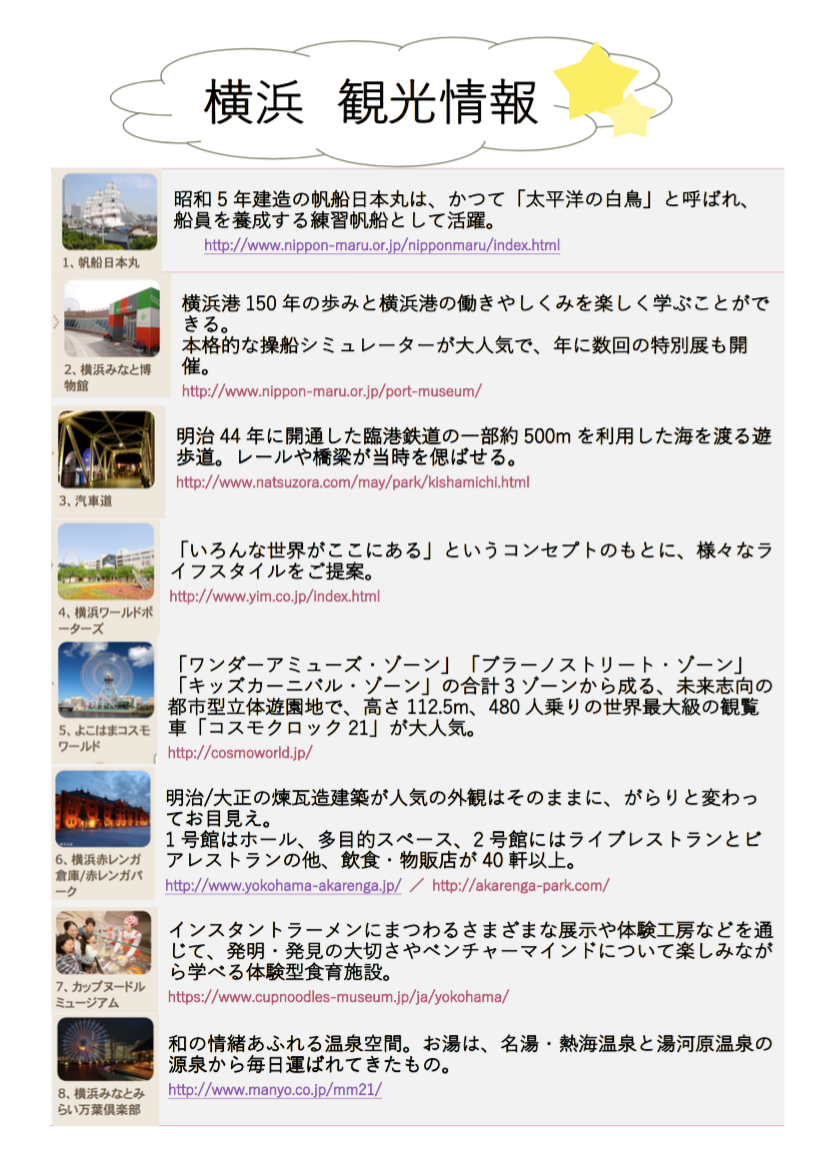 横浜　観光情報
昭和 5 年建造の帆船日本丸は、かつて「太平洋の白鳥」と呼ばれ、
船員を養成する練習帆船として活躍。
http://www.nippon-maru.or.jp/nipponmaru/index.html
1、帆船日本丸
横浜港 150 年の歩みと横浜港の働きやしくみを楽しく学ぶことがで
きる。
本格的な操船シミュレーターが大人気で、年に数回の特別展も開
催。
http://www.nippon-maru.or.jp/port-museum/
2、横浜みなと博
物館
明治 44 年に開通した臨港鉄道の一部約 500m を利用した海を渡る遊
歩道。レールや橋梁が当時を偲ばせる。
http://www.natsuzora.com/may/park/kishamichi.html
3、汽車道
「いろんな世界がここにある」というコンセプトのもとに、様々なラ
イフスタイルをご提案。
http://www.yim.co.jp/index.html
4、横浜ワールドポ
ーターズ
「ワンダーアミューズ・ゾーン」「ブラーノストリート・ゾーン」
「キッズカーニバル・ゾーン」の合計 3 ゾーンから成る、未来志向の
都市型立体遊園地で、高さ 112.5m、480 人乗りの世界最大級の観覧
車「コスモクロック 21」が大人気。
http://cosmoworld.jp/
5、よこはまコスモ
ワールド
明治/大正の煉瓦造建築が人気の外観はそのままに、がらりと変わっ
てお目見え。
1 号館はホール、多目的スペース、2 号館にはライブレストランとビ
アレストランの他、飲食・物販店が 40 軒以上。
http://www.yokohama-akarenga.jp/ ／ http://akarenga-park.com/
6、横浜赤レンガ
倉庫/赤レンガパ
ーク
インスタントラーメンにまつわるさまざまな展示や体験工房などを通
じて、発明・発見の大切さやベンチャーマインドについて楽しみなが
ら学べる体験型食育施設。
https://www.cupnoodles-museum.jp/ja/yokohama/
7、カップヌードル
ミュージアム
和の情緒あふれる温泉空間。お湯は、名湯・熱海温泉と湯河原温泉の
源泉から毎日運ばれてきたもの。
http://www.manyo.co.jp/mm21/
8、横浜みなとみ
らい万葉倶楽部